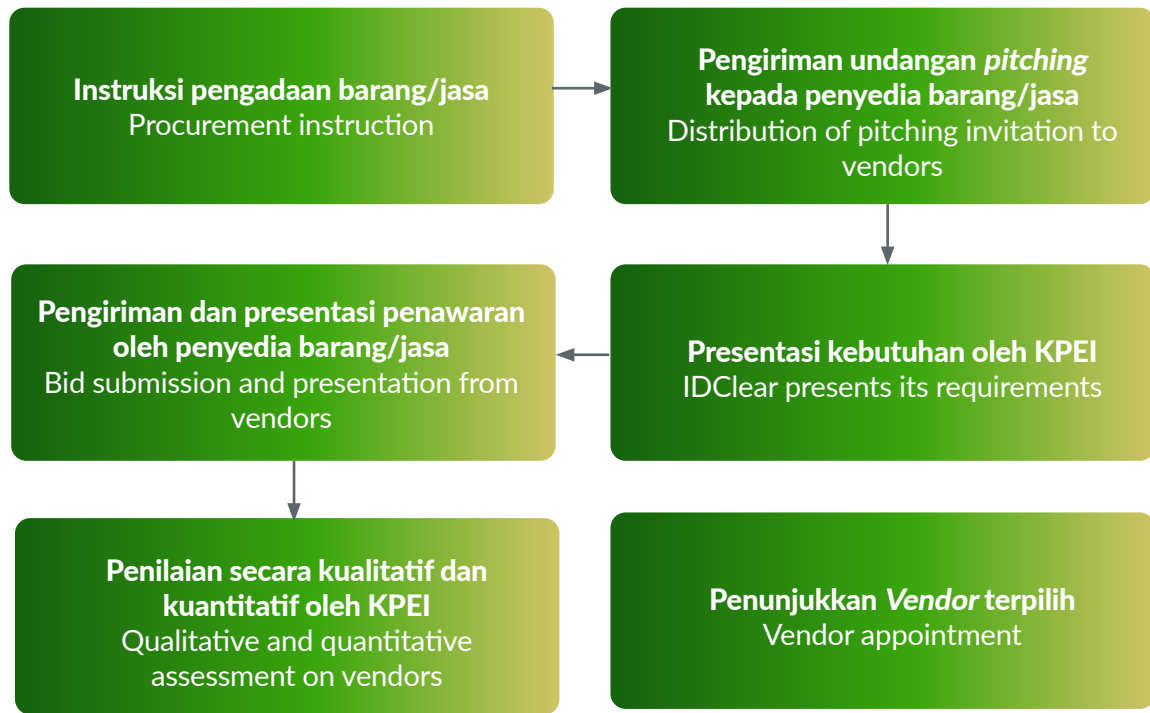 Instruksi pengadaan barang/jasa
Procurement instruction
Pengiriman undangan pitching
kepada penyedia barang/jasa
Distribution of pitching invitation to
vendors
Presentasi kebutuhan oleh KPEI
IDClear presents its requirements
Pengiriman dan presentasi penawaran
oleh penyedia barang/jasa
Bid submission and presentation from
vendors
Penilaian secara kualitatif dan
kuantitatif oleh KPEI
Qualitative and quantitative
assessment on vendors
Penunjukkan Vendor terpilih
Vendor appointment